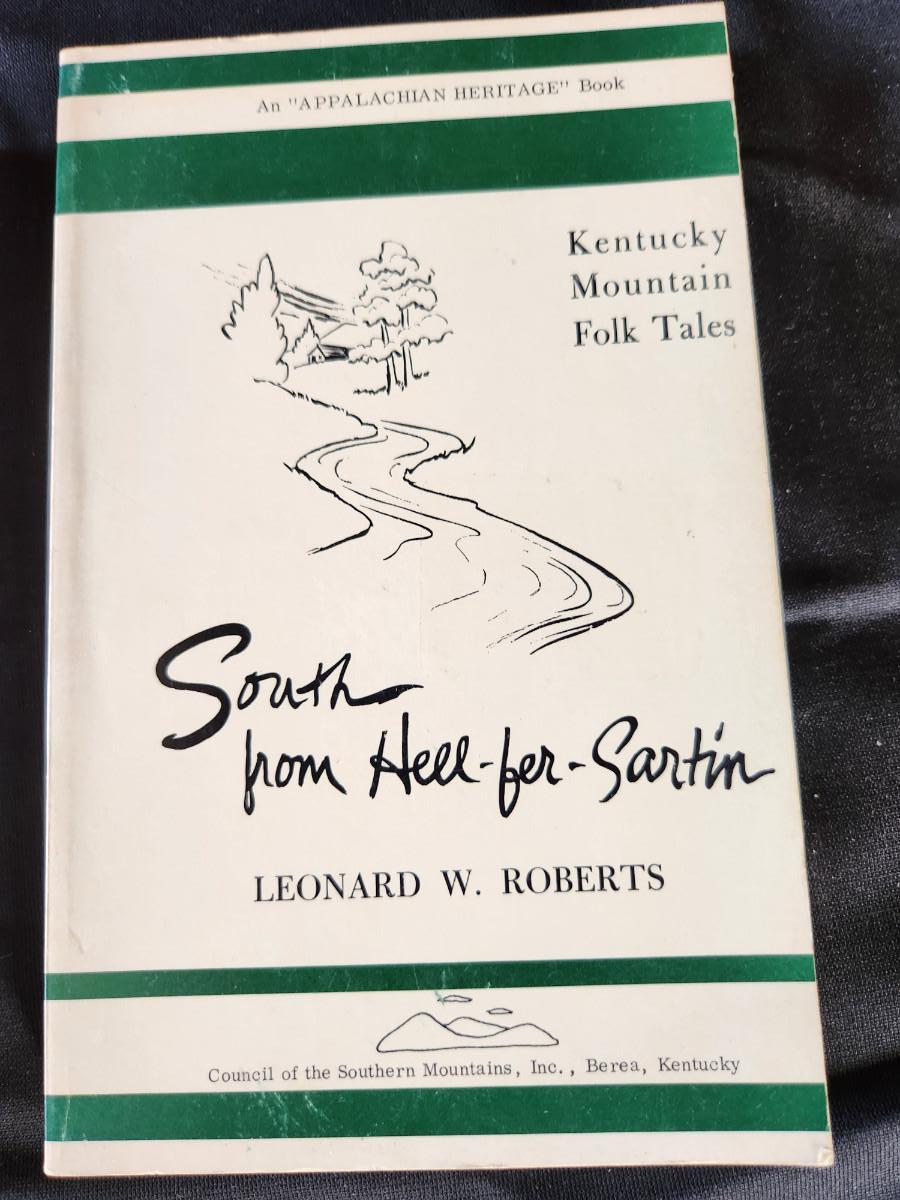 An "APPALACHIAN HERITAGE" Book
Kentucky
Mountain
Folk Tales
South
from Hell-fer-Sartin
LEONARD W. ROBERTS
Council of the Southern Mountains, Inc., Berea, Kentucky